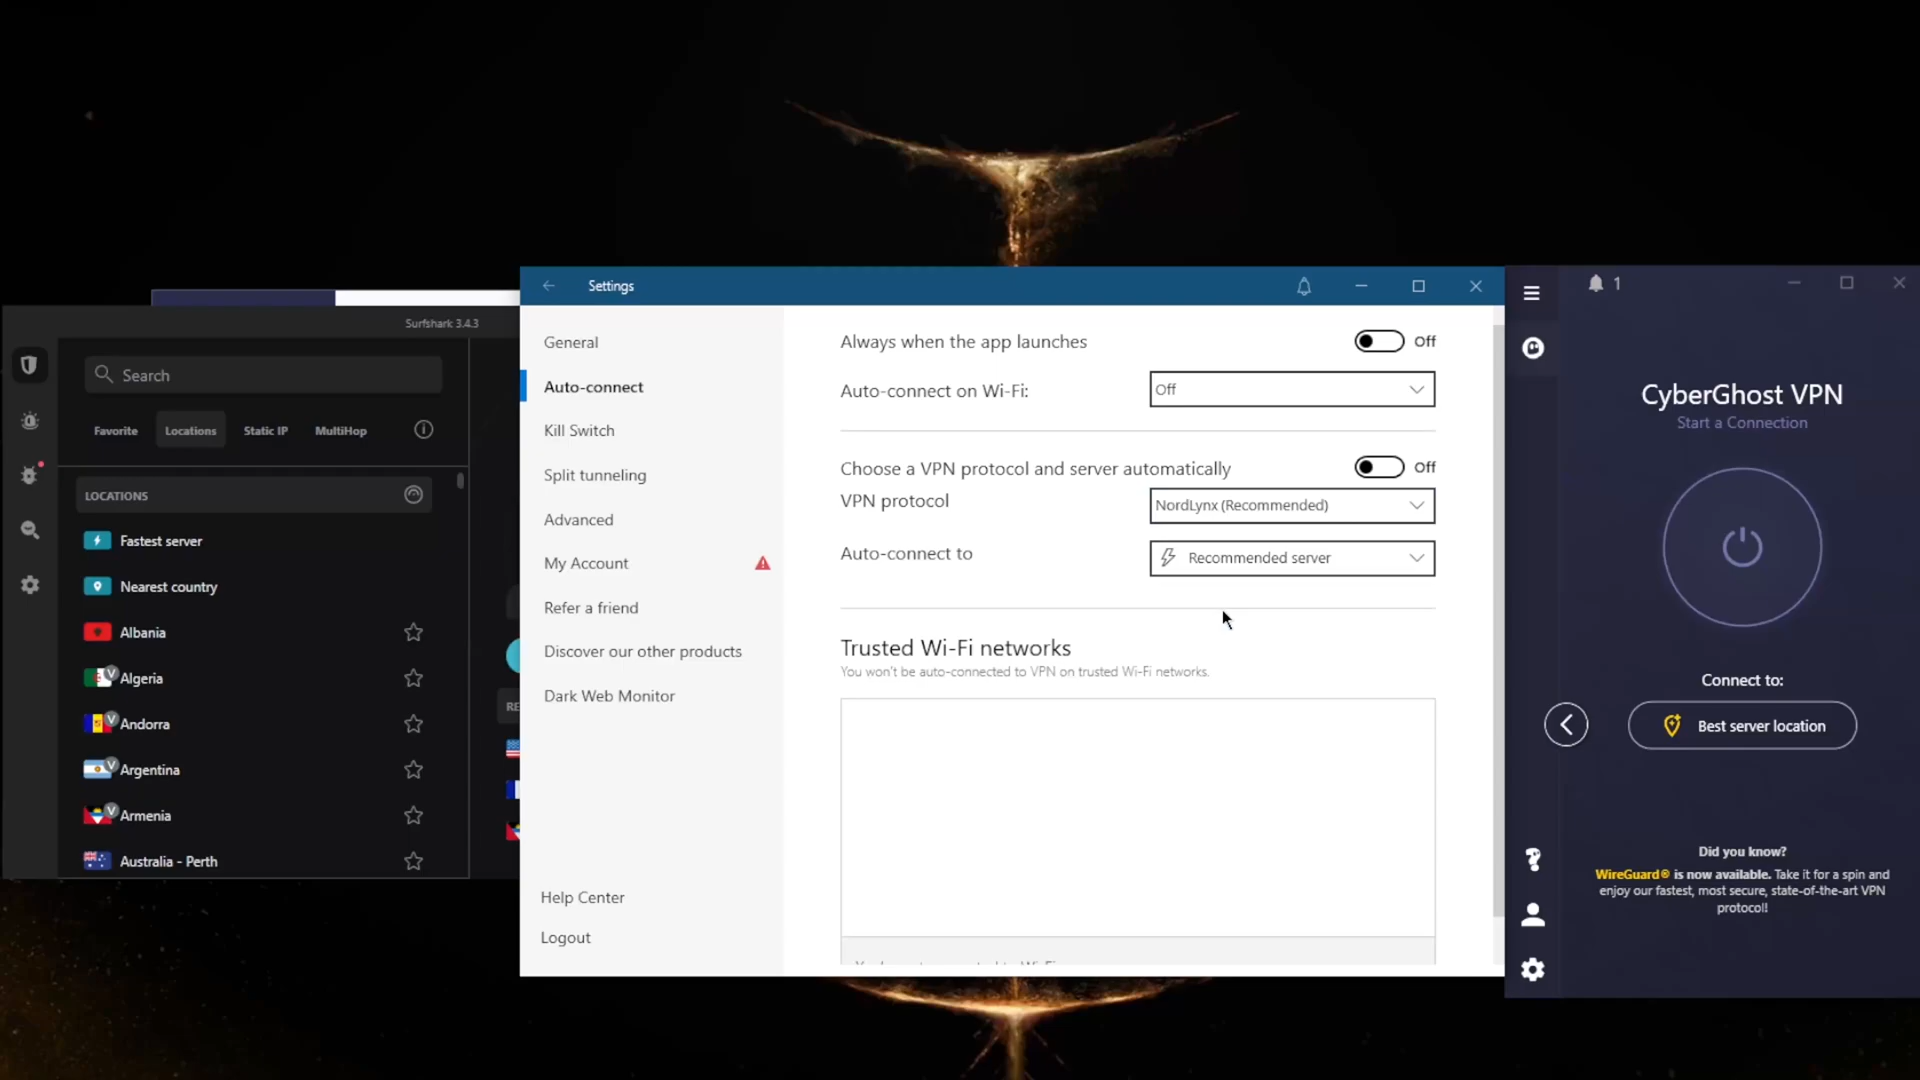 Surfshark 3.4.3
Search
Favorite
Locations
Static IP
MultiHop
LOCATIONS
Fastest server
Nearest country
Albania
V Algeria
V Andorra
V Argentina
V Armenia
Australia - Perth
RE
Settings
General
Auto-connect
Kill Switch
Split tunneling
Advanced
My Account
Refer a friend
Discover our other products
Dark Web Monitor
Help Center
Logout
Always when the app launches
Off
Auto-connect on Wi-Fi:
Off
Choose a VPN protocol and server automatically
Off
VPN protocol
NordLynx (Recommended)
Auto-connect to
Recommended server
Trusted Wi-Fi networks
You won't be auto-connected to VPN on trusted Wi-Fi networks.
1
CyberGhost VPN
Start a Connection
Connect to:
Best server location
Did you know?
WireGuard® is now available. Take it for a spin and
enjoy our fastest, most secure, state-of-the-art VPN
protocol!